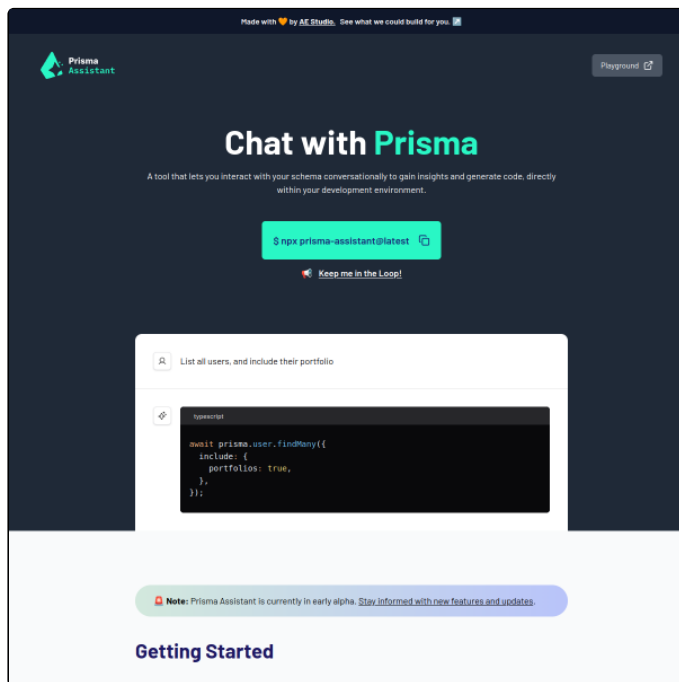 Made with 🧡 by AE Studio. See what we could build for you. ↗️
Prisma
Assistant
Playground
Chat with Prisma
A tool that lets you interact with your schema conversationally to gain insights and generate code, directly
within your development environment.
$ npx prisma-assistant@latest
📢 Keep me in the Loop!
List all users, and include their portfolio
typescript
await prisma.user.findMany({
  include: {
    portfolios: true,
  },
});
🚨 Note: Prisma Assistant is currently in early alpha. Stay informed with new features and updates.
Getting Started